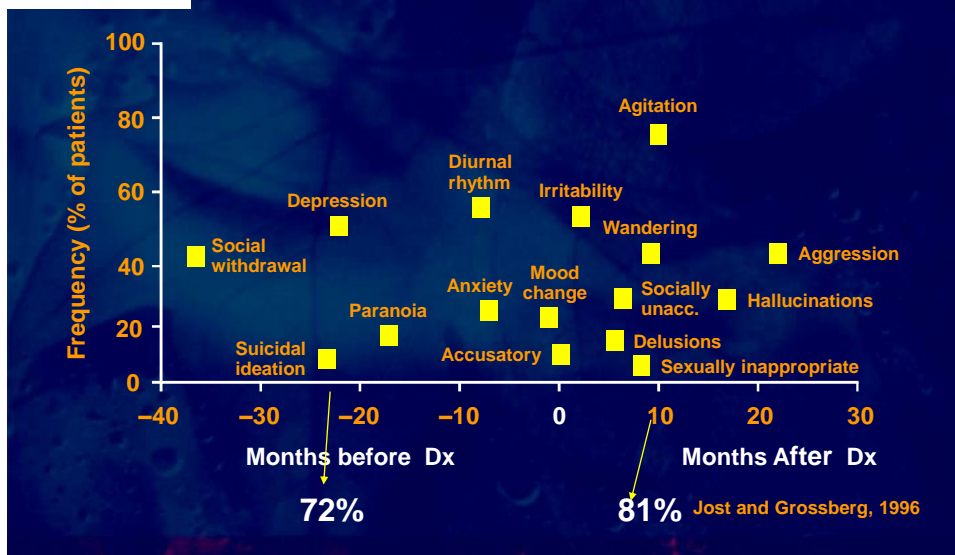 Frequency (% of patients)
100
80
60
40
20
0
Agitation
Diurnal
rhythm
Irritability
Depression
Wandering
Social
withdrawal
Aggression
Mood
change
Anxiety
Socially
unacc.
Hallucinations
Paranoia
Delusions
Suicidal
ideation
Accusatory
Sexually inappropriate
–40 –30 –20 –10 0 10 20 30
Months before Dx Months After Dx
72% 81% Jost and Grossberg, 1996